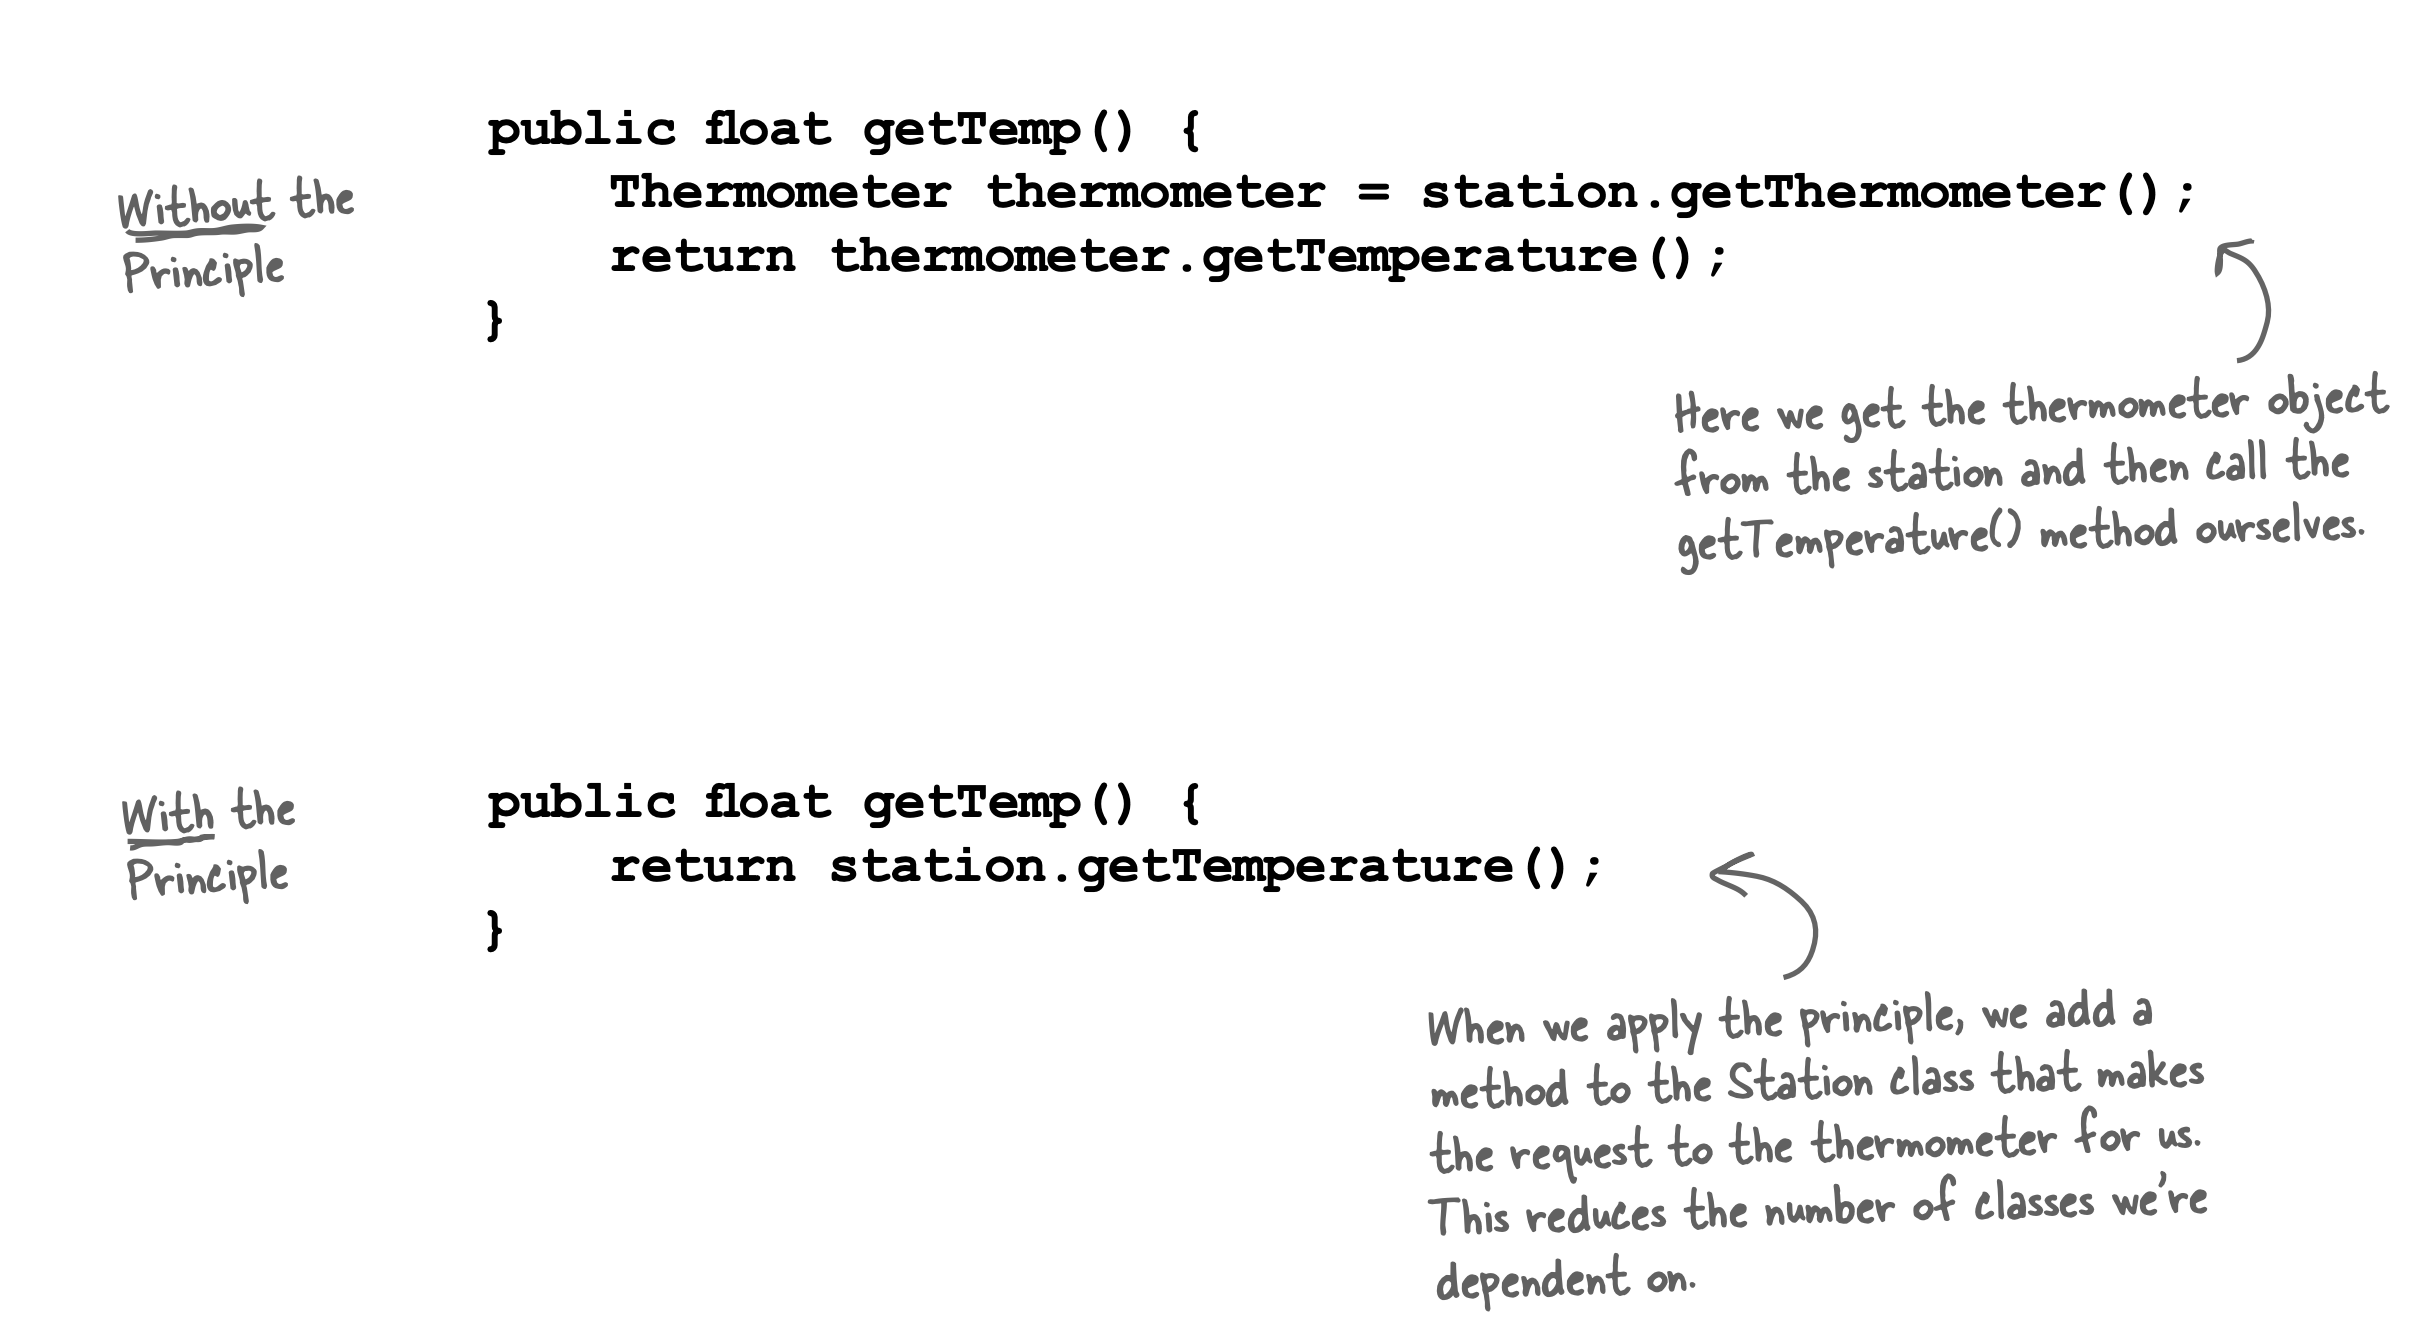 public float getTemp() {
Without the
Principle
Thermometer thermometer = station.getThermometer();
return thermometer.getTemperature();
}
Here we get the thermometer object
from the station and then call the
getTemperature() method ourselves.
With the
Principle
public float getTemp() {
return station.getTemperature();
}
When we apply the principle, we add a
method to the Station class that makes
the request to the thermometer for us.
This reduces the number of classes we're
dependent on.